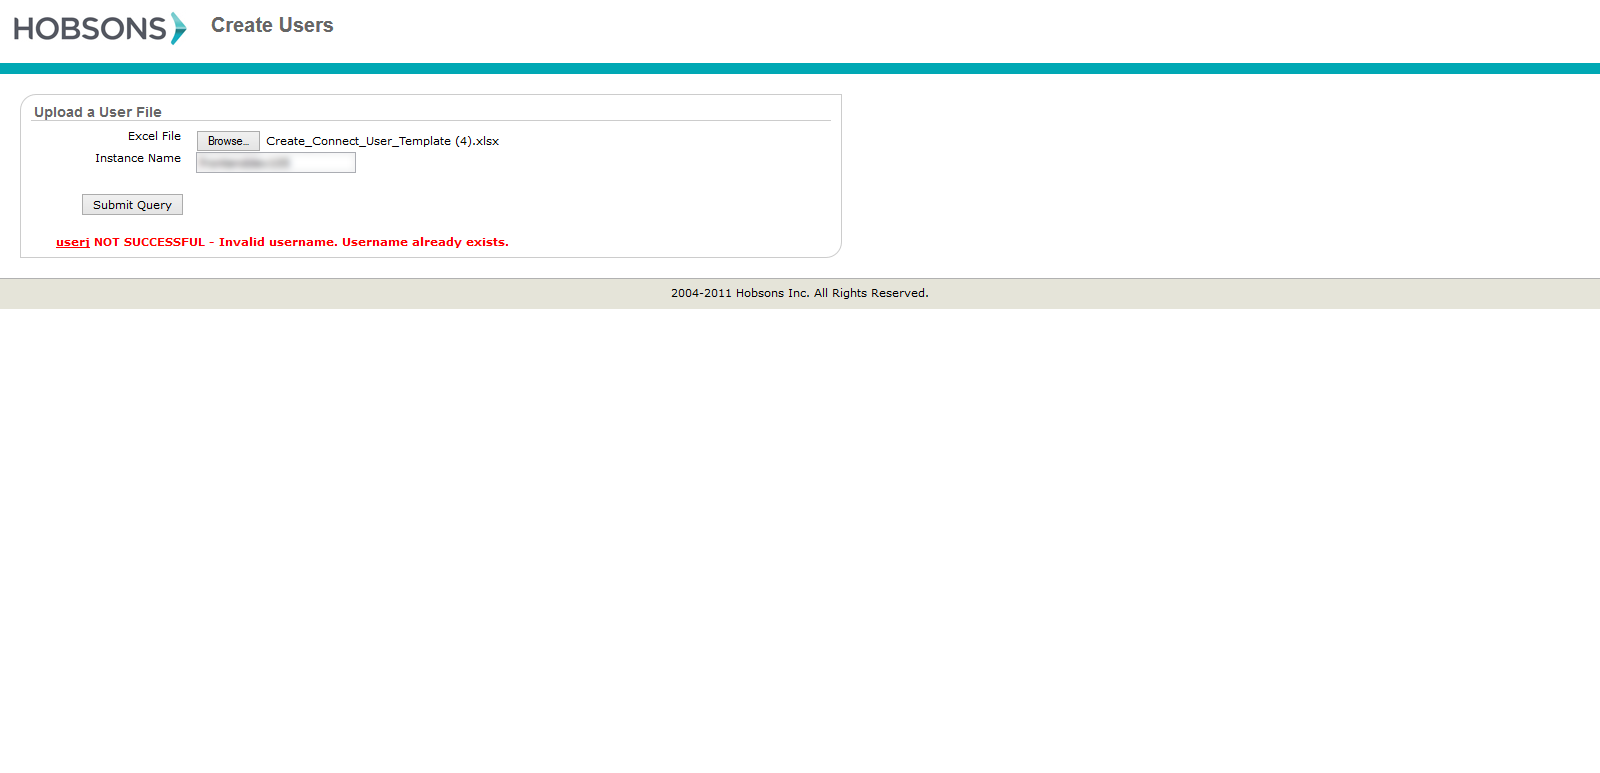 HOBSONS
Create Users
Upload a User File
Excel File
Browse... Create_Connect_User_Template (4).xlsx
Instance Name
Submit Query
userj NOT SUCCESSFUL - Invalid username. Username already exists.
2004-2011 Hobsons Inc. All Rights Reserved.